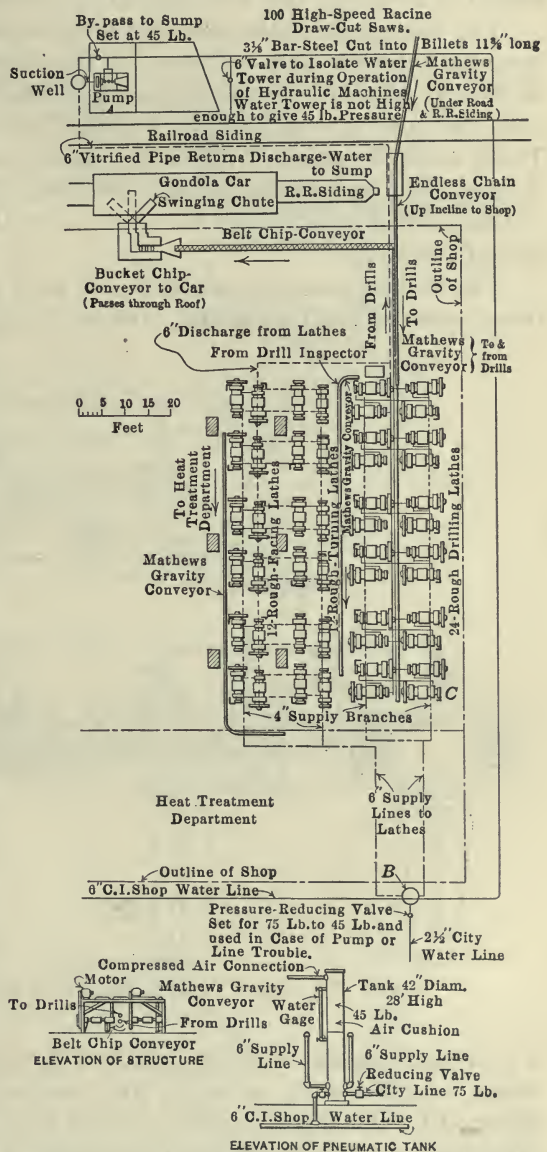 100 High-Speed Racine
Draw-Cut Saws.
By-pass to Sump
Set at 45 Lb.
3⅛" Bar-Steel Cut into Billets 11⅜" long
Suction
Well
Pump
6" Valve to Isolate Water
Tower during Operation
of Hydraulic Machines
Water Tower is not High
enough to give 45 lb. Pressure
Mathews
Gravity
Conveyor
(Under Road
& R.R. Siding)
Railroad Siding
6" Vitrified Pipe Returns Discharge-Water
to Sump
Gondola Car
Swinging Chute
R.R. Siding
Endless Chain
Conveyor
(Up Incline to Shop)
Belt Chip-Conveyor
Bucket Chip-
Conveyor to Car
(Passes through Roof)
Outline
of Shop
From Drills
To Drills
6" Discharge from Lathes
From Drill Inspector
Mathews
Gravity
Conveyor
To &
from
Drills
0 5 10 15 20
Feet
To Heat
Treatment
Department
Mathews
Gravity
Conveyor
12-Rough-Facing Lathes
Rough-Turning Lathes
Mathews Gravity Conveyor
24-Rough Drilling Lathes
C
4" Supply Branches
Heat Treatment
Department
6" Supply
Lines to
Lathes
Outline of Shop
B
6" C.I. Shop Water Line
Pressure-Reducing Valve
Set for 75 Lb. to 45 Lb. and
used in Case of Pump or
Line Trouble.
2½" City
Water Line
Compressed Air Connection
Motor
Mathews Gravity
Conveyor
To Drills
From Drills
Belt Chip Conveyor
ELEVATION OF STRUCTURE
Water
Gage
Tank 42" Diam.
28' High
45 Lb.
Air Cushion
6" Supply
Line
6" Supply Line
Reducing Valve
City Line 75 Lb.
6" C.I. Shop Water Line
ELEVATION OF PNEUMATIC TANK